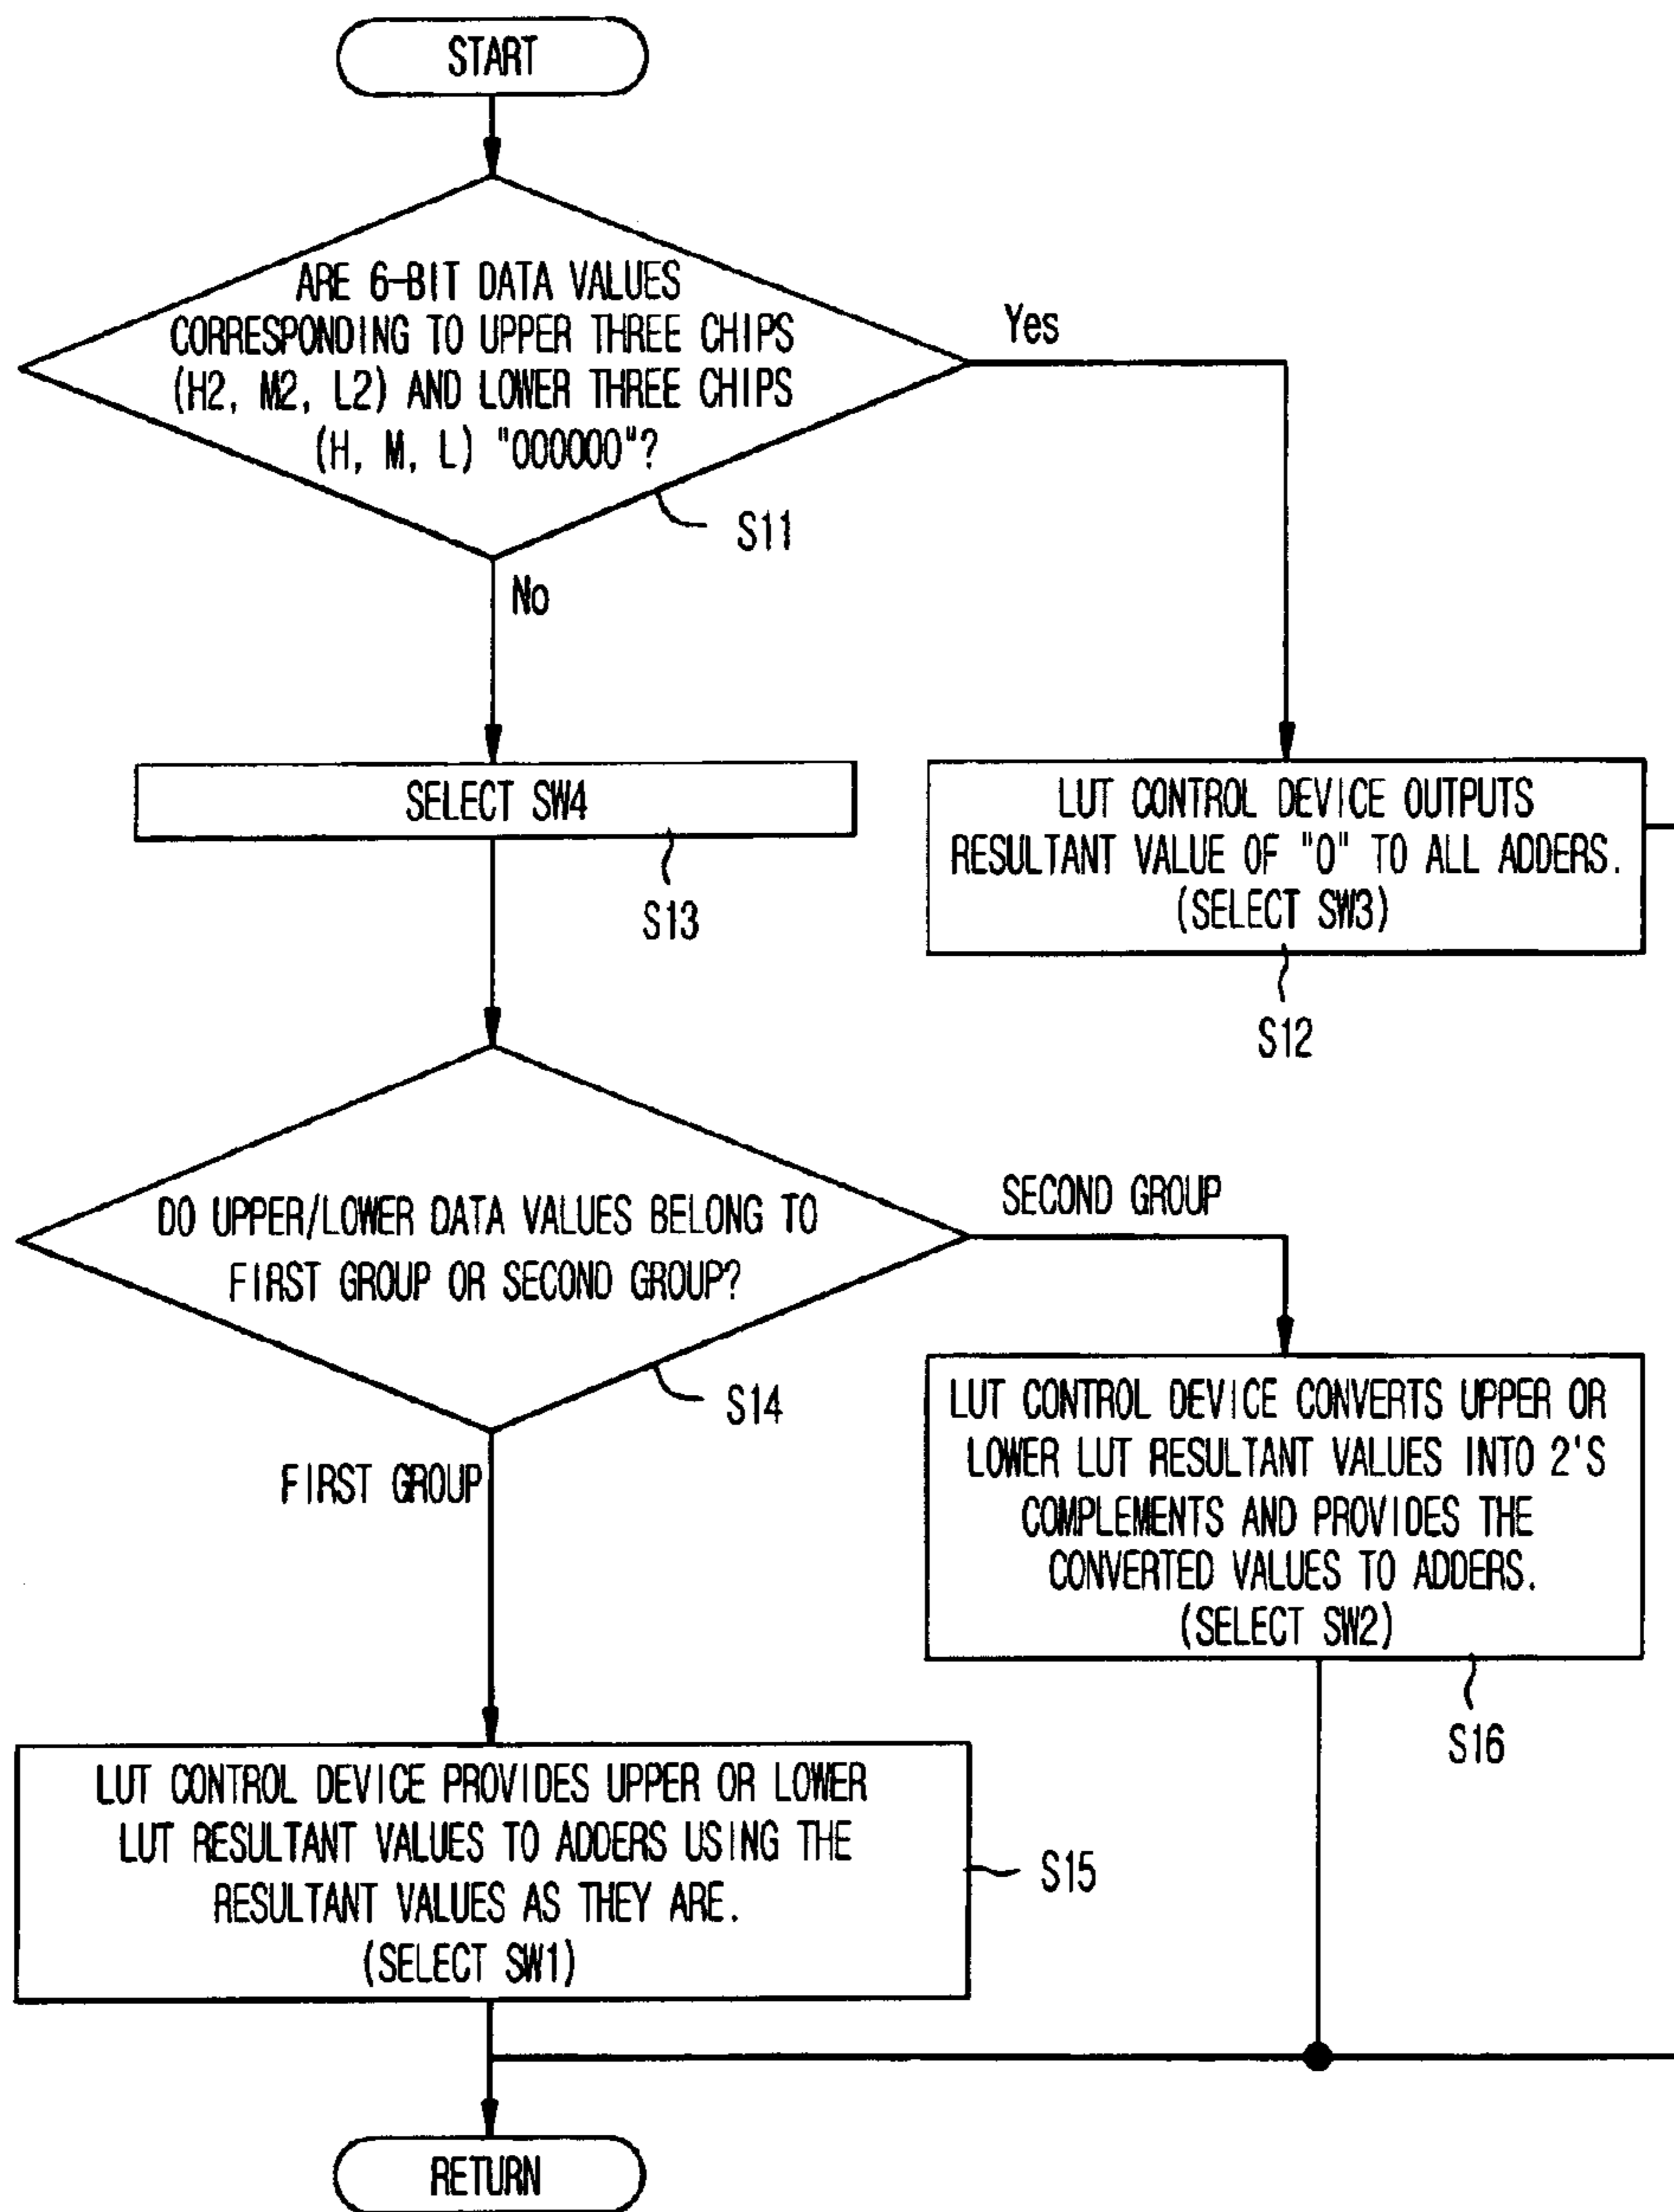 START
ARE 6-BIT DATA VALUES
CORRESPONDING TO UPPER THREE CHIPS
(H2, M2, L2) AND LOWER THREE CHIPS
(H, M, L) "000000"?
Yes
S11
No
SELECT SW4
S13
LUT CONTROL DEVICE OUTPUTS
RESULTANT VALUE OF "0" TO ALL ADDERS.
(SELECT SW3)
S12
DO UPPER/LOWER DATA VALUES BELONG TO
FIRST GROUP OR SECOND GROUP?
SECOND GROUP
S14
FIRST GROUP
LUT CONTROL DEVICE CONVERTS UPPER OR
LOWER LUT RESULTANT VALUES INTO 2'S
COMPLEMENTS AND PROVIDES THE
CONVERTED VALUES TO ADDERS.
(SELECT SW2)
S16
LUT CONTROL DEVICE PROVIDES UPPER OR LOWER
LUT RESULTANT VALUES TO ADDERS USING THE
RESULTANT VALUES AS THEY ARE.
(SELECT SW1)
S15
RETURN